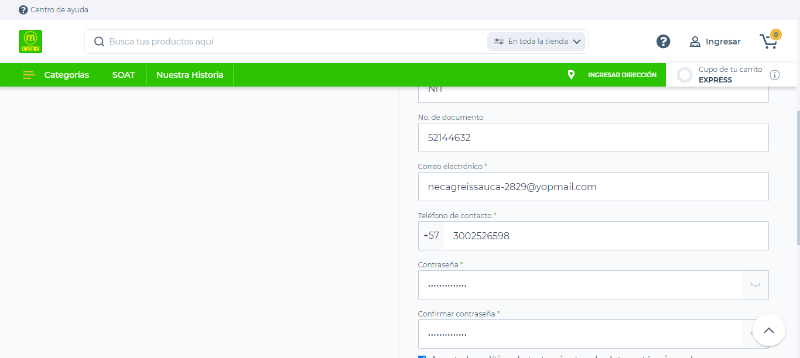 Centro de ayuda
Busca tus productos aquí
En toda la tienda
Ingresar
0
Categorías
SOAT
Nuestra Historia
INGRESAR DIRECCIÓN
Cupo de tu carrito
EXPRESS
NIT
No. de documento
52144632
Correo electrónico *
necagreissauca-2829@yopmail.com
Teléfono de contacto *
+57 3002526598
Contraseña *
••••••••••••••
Confirmar contraseña *
••••••••••••••